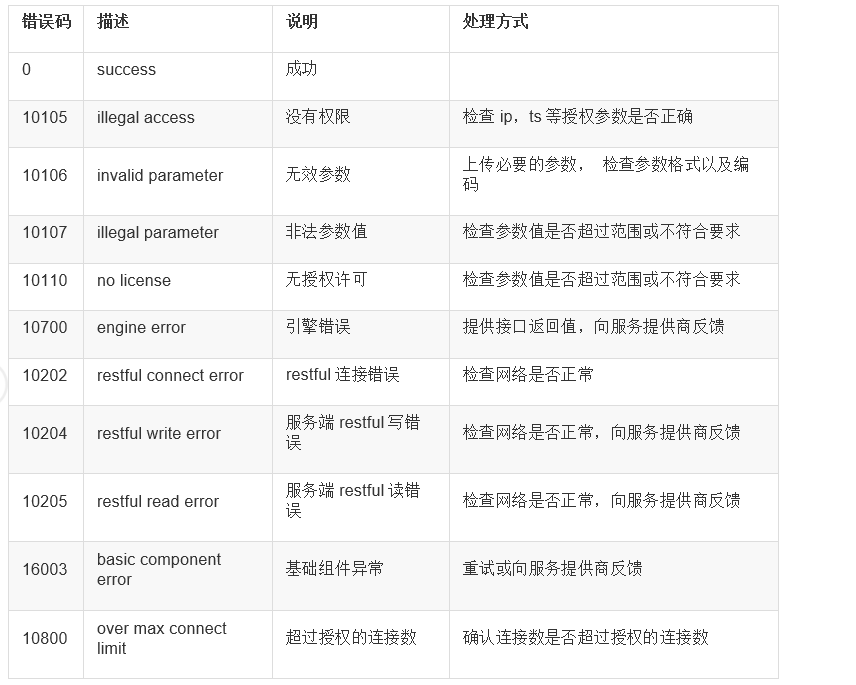 错误码 描述 说明 处理方式
0 success 成功
10105 illegal access 没有权限 检查 ip，ts 等授权参数是否正确
10106 invalid parameter 无效参数 上传必要的参数， 检查参数格式以及编
码
10107 illegal parameter 非法参数值 检查参数值是否超过范围或不符合要求
10110 no license 无授权许可 检查参数值是否超过范围或不符合要求
10700 engine error 引擎错误 提供接口返回值，向服务提供商反馈
10202 restful connect error restful 连接错误 检查网络是否正常
10204 restful write error 服务端 restful 写错
误 检查网络是否正常，向服务提供商反馈
10205 restful read error 服务端 restful 读错
误 检查网络是否正常，向服务提供商反馈
16003 basic component
error 基础组件异常 重试或向服务提供商反馈
10800 over max connect
limit 超过授权的连接数 确认连接数是否超过授权的连接数